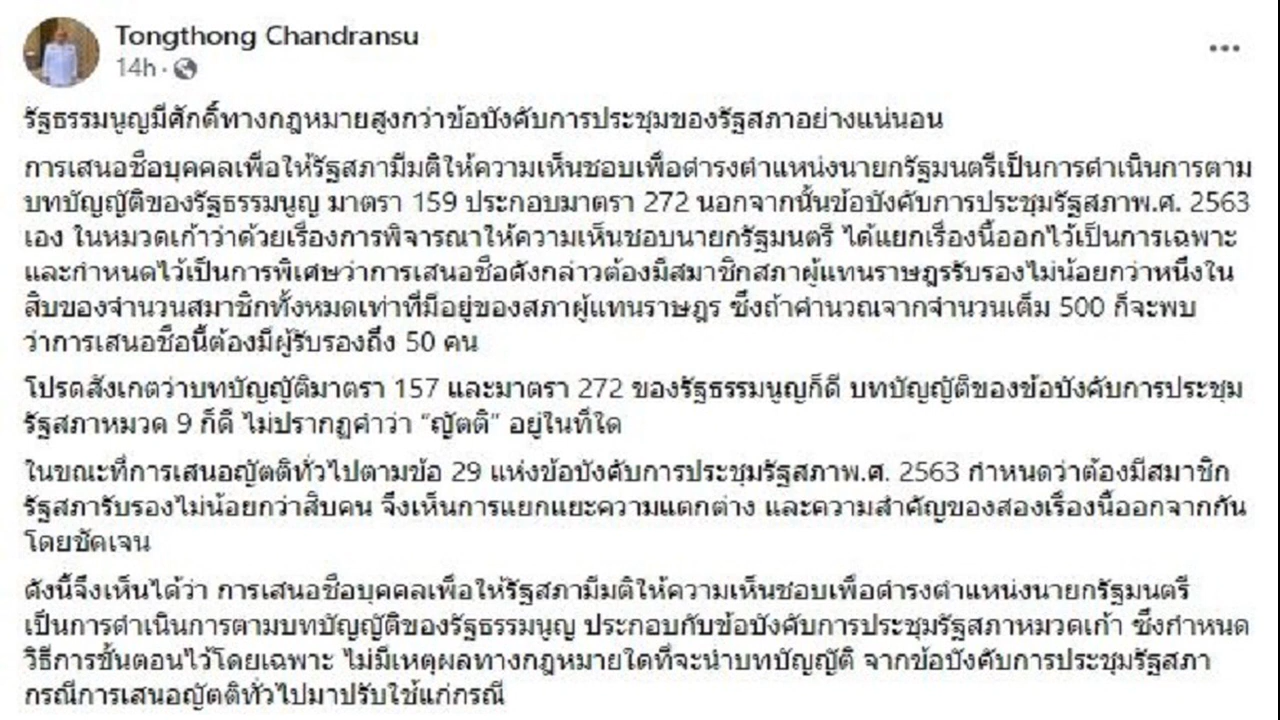 Tongthong Chandransu
14h ·
รัฐธรรมนูญมีศักดิ์ทางกฎหมายสูงกว่าข้อบังคับการประชุมของรัฐสภาอย่างแน่นอน
การเสนอชื่อบุคคลเพื่อให้รัฐสภามีมติให้ความเห็นชอบเพื่อดำรงตำแหน่งนายกรัฐมนตรีเป็นการดำเนินการตาม
บทบัญญัติของรัฐธรรมนูญ มาตรา 159 ประกอบมาตรา 272 นอกจากนั้นข้อบังคับการประชุมรัฐสภาพ.ศ. 2563
เอง ในหมวดเก้าว่าด้วยเรื่องการพิจารณาให้ความเห็นชอบนายกรัฐมนตรี ได้แยกเรื่องนี้ออกไว้เป็นการเฉพาะ
และกำหนดไว้เป็นการพิเศษว่าการเสนอชื่อดังกล่าวต้องมีสมาชิกสภาผู้แทนราษฎรรับรองไม่น้อยกว่าหนึ่งใน
สิบของจำนวนสมาชิกทั้งหมดเท่าที่มีอยู่ของสภาผู้แทนราษฎร ซึ่งถ้าคำนวณจากจำนวนเต็ม 500 ก็จะพบ
ว่าการเสนอชื่อนี้ต้องมีผู้รับรองถึง 50 คน
โปรดสังเกตว่าบทบัญญัติมาตรา 157 และมาตรา 272 ของรัฐธรรมนูญก็ดี บทบัญญัติของข้อบังคับการประชุม
รัฐสภาหมวด 9 ก็ดี ไม่ปรากฏคำว่า “ญัตติ” อยู่ในที่ใด
ในขณะที่การเสนอญัตติทั่วไปตามข้อ 29 แห่งข้อบังคับการประชุมรัฐสภาพ.ศ. 2563 กำหนดว่าต้องมีสมาชิก
รัฐสภารับรองไม่น้อยกว่าสิบคน จึงเห็นการแยกแยะความแตกต่าง และความสำคัญของสองเรื่องนี้ออกจากกัน
โดยชัดเจน
ดังนี้จึงเห็นได้ว่า การเสนอชื่อบุคคลเพื่อให้รัฐสภามีมติให้ความเห็นชอบเพื่อดำรงตำแหน่งนายกรัฐมนตรี
เป็นการดำเนินการตามบทบัญญัติของรัฐธรรมนูญ ประกอบกับข้อบังคับการประชุมรัฐสภาหมวดเก้า ซึ่งกำหนด
วิธีการขั้นตอนไว้โดยเฉพาะ ไม่มีเหตุผลทางกฎหมายใดที่จะนำบทบัญญัติ จากข้อบังคับการประชุมรัฐสภา
กรณีการเสนอญัตติทั่วไปมาปรับใช้แก่กรณี